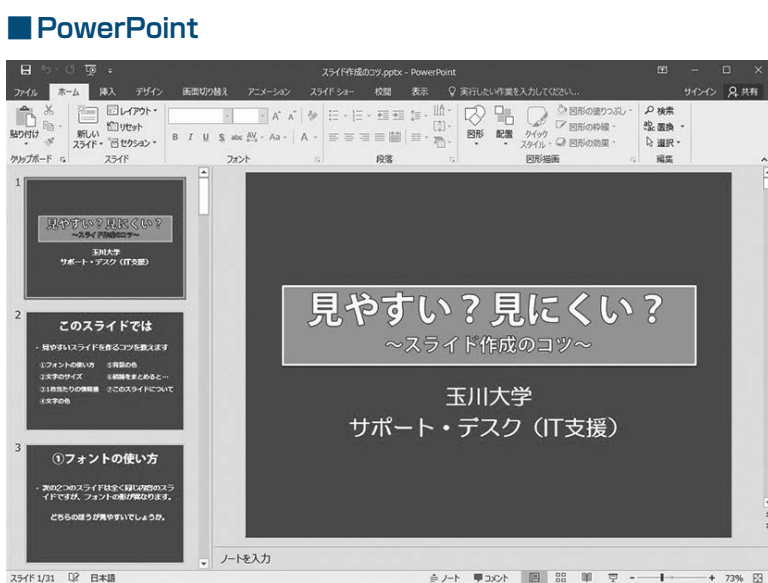 PowerPoint
スライド作成のコツ.pptx - PowerPoint
ファイル ホーム 挿入 デザイン 画面切り替え アニメーション スライド ショー 校閲 表示 実行したい作業を入力してください... サインイン 共有
貼り付け 新しいスライド レイアウト リセット セクション
B I U S abc AV Aa A A A
図形 配置 クイックスタイル 図形の塗りつぶし 図形の枠線 図形の効果
検索 置換 選択
クリップボード スライド フォント 段落 図形描画 編集
1
見やすい？見にくい？
～スライド作成のコツ～
玉川大学
サポート・デスク（IT支援）
2
このスライドでは
・見やすいスライドを作るコツを教えます
①フォントの使い方 ⑤背景の色
②文字のサイズ ⑥結論をまとめると…
③1枚当たりの情報量 ⑦このスライドについて
④文字の色
3
①フォントの使い方
・次の2つのスライドは全く同じ内容のスライドですが、フォントの形が異なります。
どちらのほうが見やすいでしょうか。
見やすい？見にくい？
～スライド作成のコツ～
玉川大学
サポート・デスク（IT支援）
ノートを入力
スライド 1/31 日本語 ノート コメント 73%